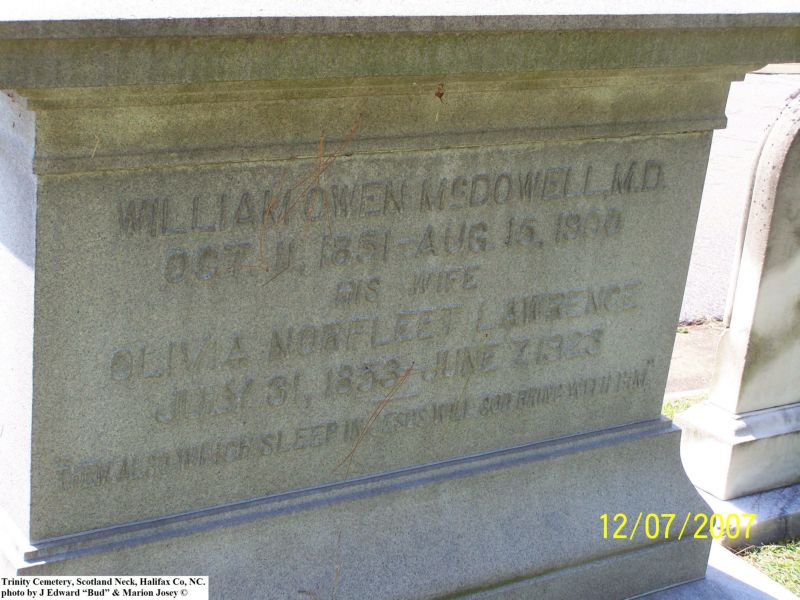 WILLIAM OWEN McDOWELL, M.D.
OCT. 11, 1851 - AUG. 15, 1900
HIS WIFE
OLIVIA NORFLEET LAWRENCE
JULY 31, 1853 - JUNE 7, 1923
"THEM ALSO WHICH SLEEP IN JESUS WILL GOD BRING WITH HIM."
12/07/2007
Trinity Cemetery, Scotland Neck, Halifax Co, NC.
photo by J Edward “Bud” & Marion Josey ©